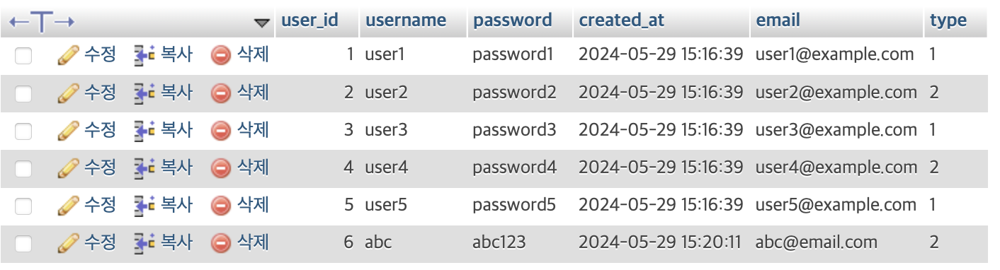 ←T→ user_id username password created_at email type
수정 복사 삭제 1 user1 password1 2024-05-29 15:16:39 user1@example.com 1
수정 복사 삭제 2 user2 password2 2024-05-29 15:16:39 user2@example.com 2
수정 복사 삭제 3 user3 password3 2024-05-29 15:16:39 user3@example.com 1
수정 복사 삭제 4 user4 password4 2024-05-29 15:16:39 user4@example.com 2
수정 복사 삭제 5 user5 password5 2024-05-29 15:16:39 user5@example.com 1
수정 복사 삭제 6 abc abc123 2024-05-29 15:20:11 abc@email.com 2